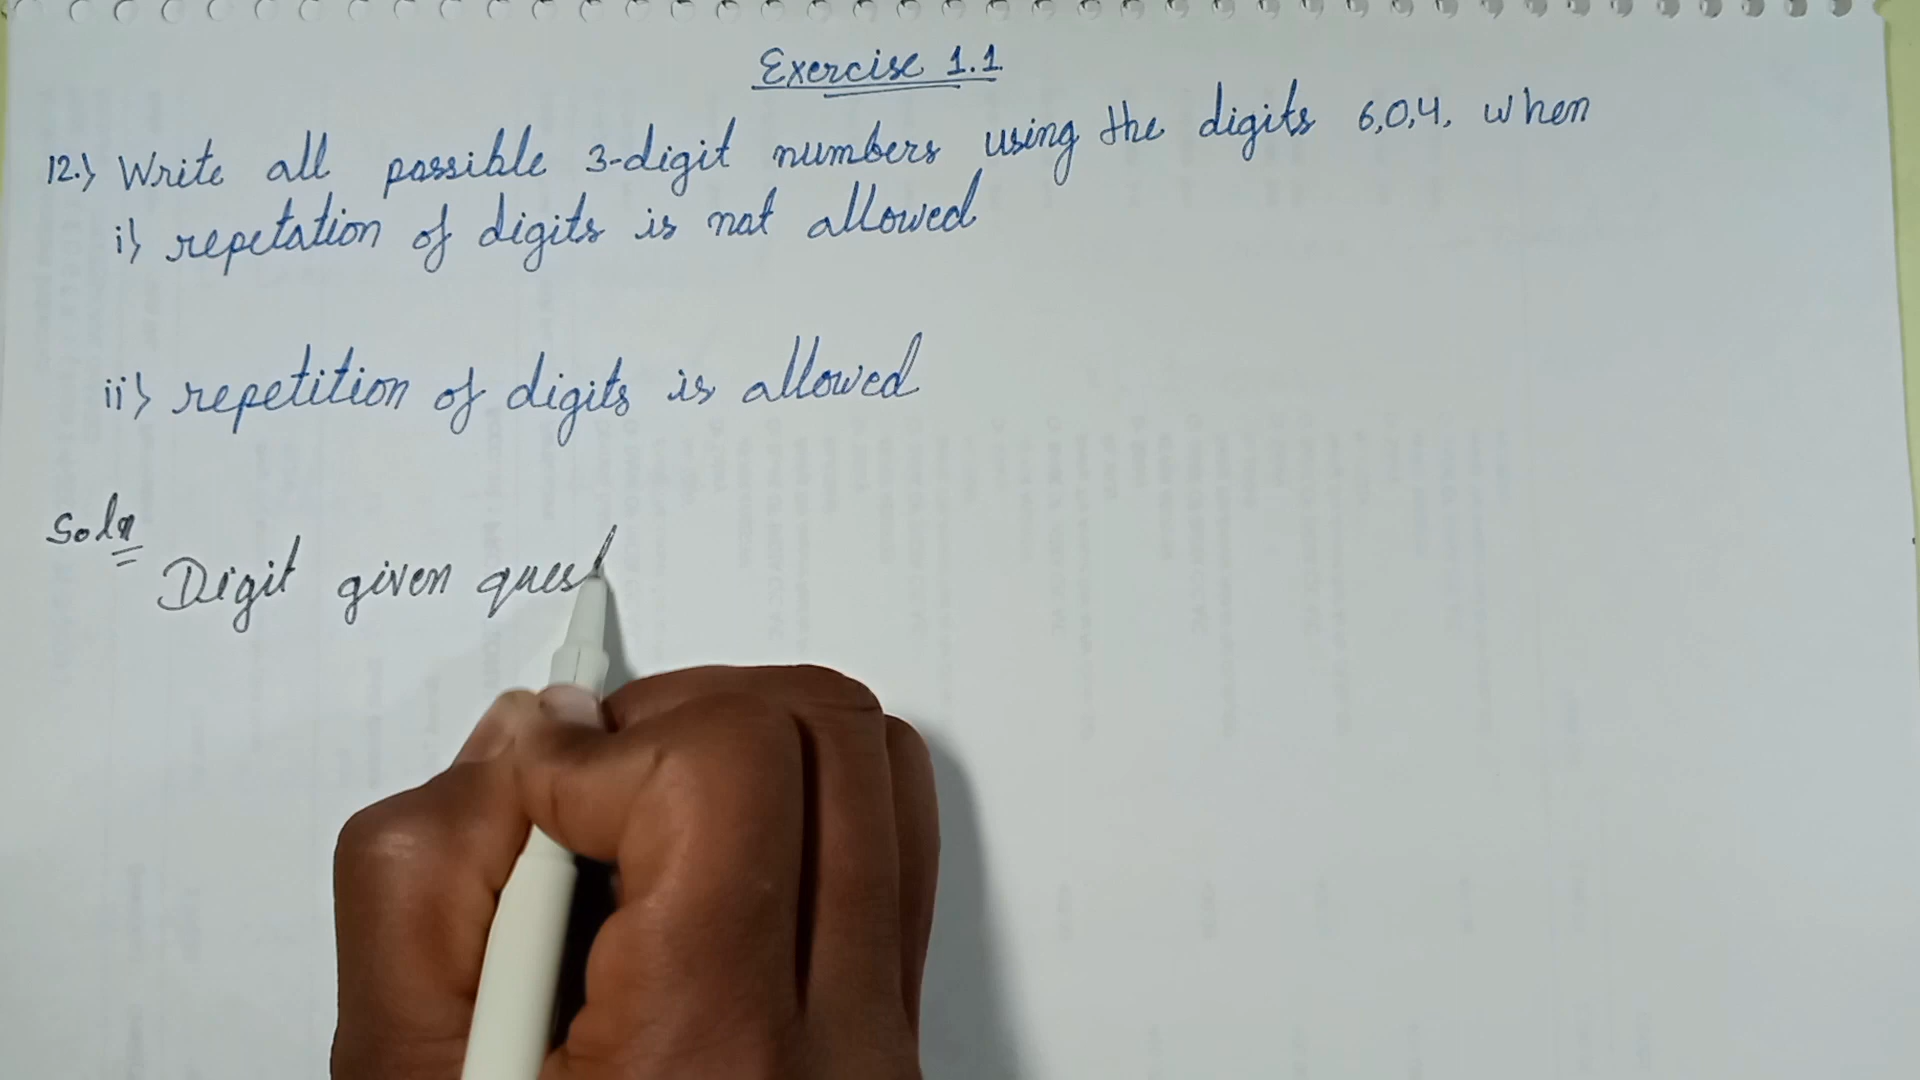 Exercise 1.1
12.) Write all possible 3-digit numbers using the digits 6,0,4, when
i) repetation of digits is not allowed
ii) repetition of digits is allowed
Soln
Digit given quest